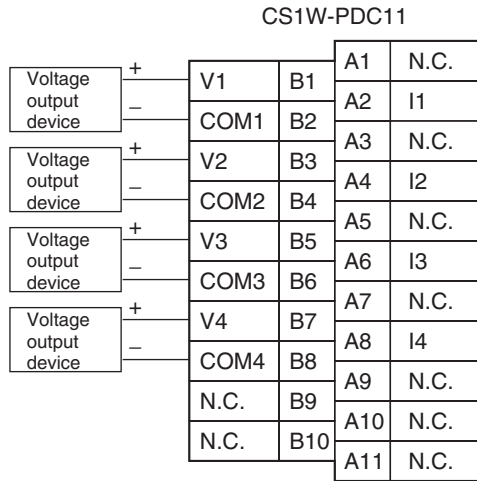 CS1W-PDC11
A1 N.C.
Voltage output device + V1 B1
A2 I1
− COM1 B2
A3 N.C.
Voltage output device + V2 B3
A4 I2
− COM2 B4
A5 N.C.
Voltage output device + V3 B5
A6 I3
− COM3 B6
A7 N.C.
Voltage output device + V4 B7
A8 I4
− COM4 B8
A9 N.C.
N.C. B9
A10 N.C.
N.C. B10
A11 N.C.